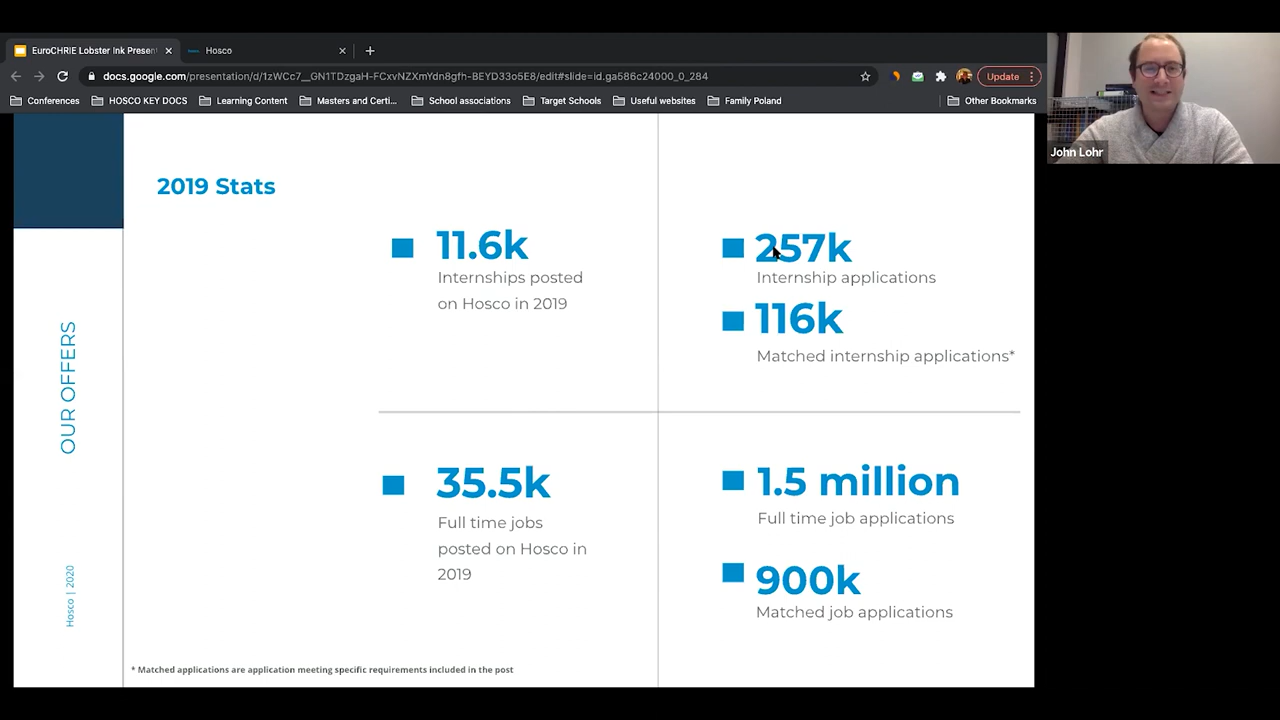 EuroCHRIE Lobster Ink Present
Hosco
docs.google.com/presentation/d/1zWCc7__GN1TDzgaH-FCxvNZXmYdn8gfh-BEYD33o5E8/edit#slide=id.ga586c24000_0_284
Update
Conferences
HOSCO KEY DOCS
Learning Content
Masters and Certi...
School associations
Target Schools
Useful websites
Family Poland
Other Bookmarks
John Lohr
2019 Stats
11.6k
Internships posted
on Hosco in 2019
257k
Internship applications
116k
Matched internship applications*
OUR OFFERS
35.5k
Full time jobs
posted on Hosco in
2019
1.5 million
Full time job applications
900k
Matched job applications
Hosco | 2020
* Matched applications are application meeting specific requirements included in the post